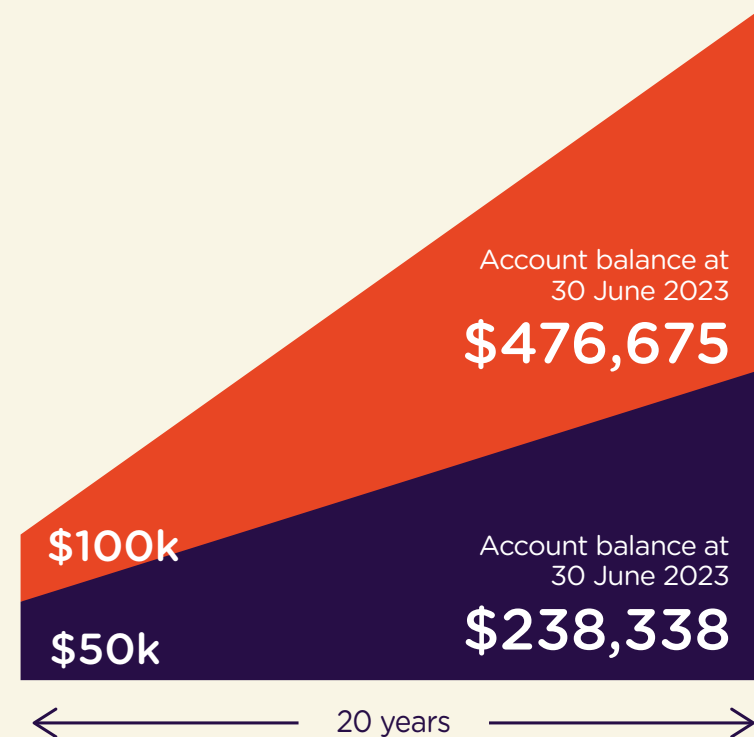 Account balance at
30 June 2023
$476,675
$100k
Account balance at
30 June 2023
$238,338
$50k
20 years